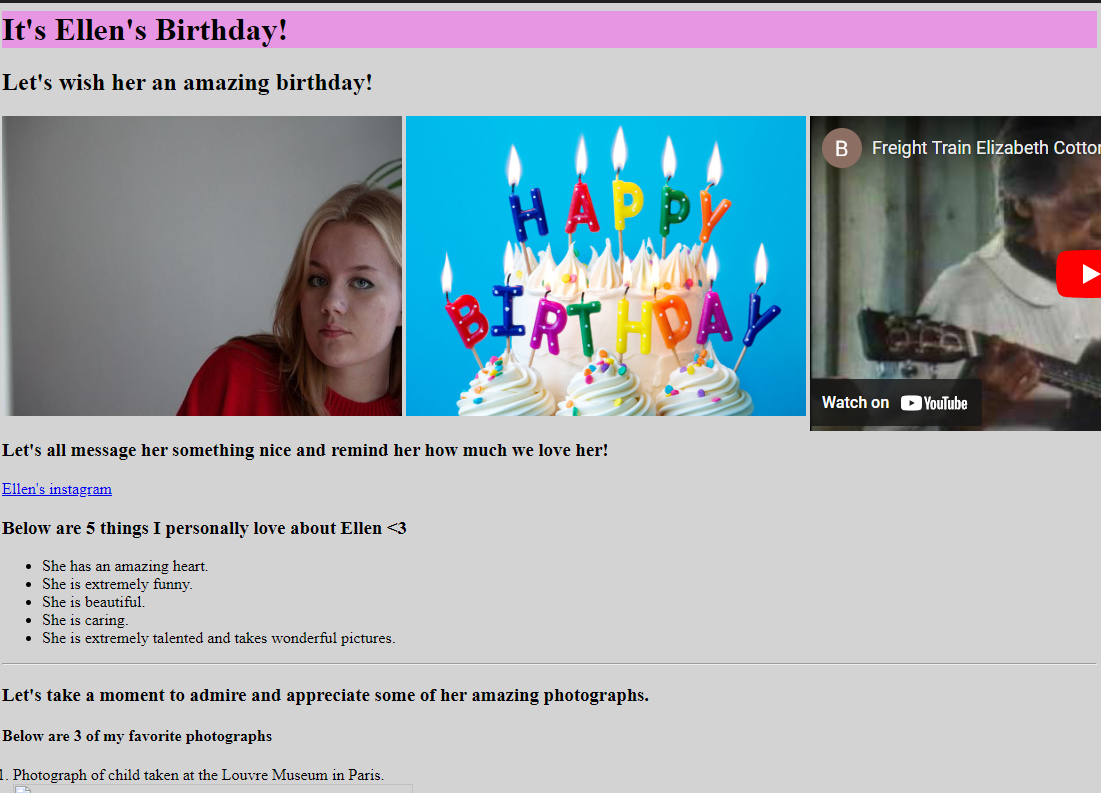 It's Ellen's Birthday!
Let's wish her an amazing birthday!
HAPPY
BIRTHDAY
B
Freight Train Elizabeth
Watch on YouTube
Let's all message her something nice and remind her how much we love her!
Ellen's instagram
Below are 5 things I personally love about Ellen <3
• She has an amazing heart.
• She is extremely funny.
• She is beautiful.
• She is caring.
• She is extremely talented and takes wonderful pictures.
Let's take a moment to admire and appreciate some of her amazing photographs.
Below are 3 of my favorite photographs
1. Photograph of child taken at the Louvre Museum in Paris.